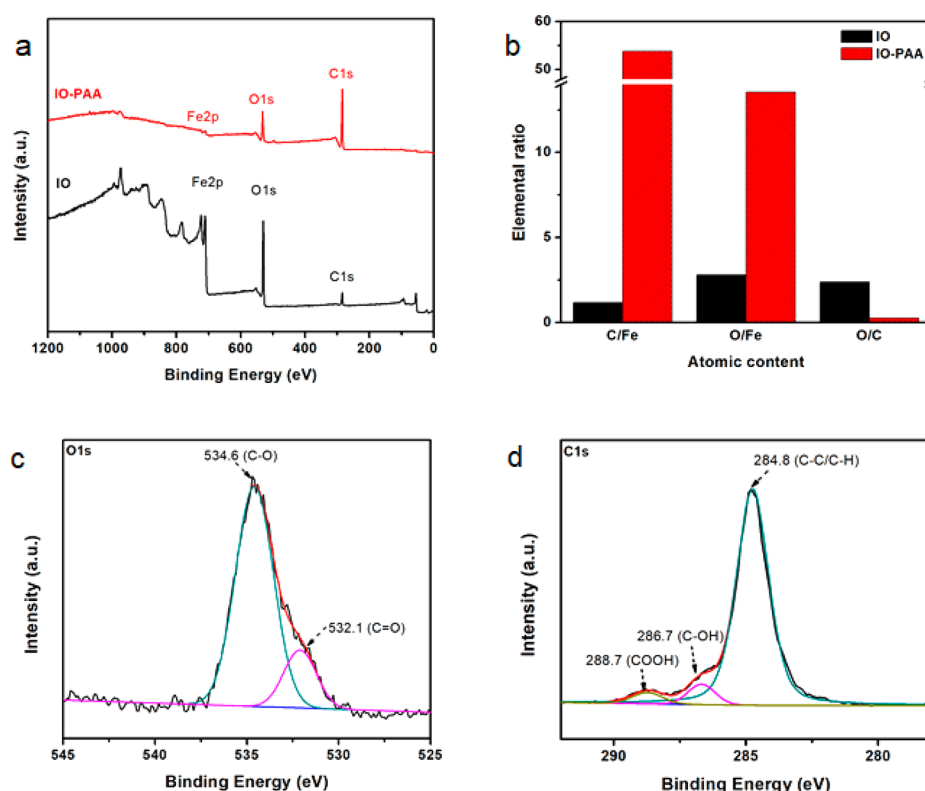 a
IO-PAA
Fe2p
O1s
C1s
IO
Fe2p
O1s
C1s
Intensity (a.u.)
1200 1000 800 600 400 200 0
Binding Energy (eV)
b
IO
IO-PAA
60
50
10
5
0
Elemental ratio
C/Fe O/Fe O/C
Atomic content
c
O1s
534.6 (C-O)
532.1 (C=O)
Intensity (a.u.)
545 540 535 530 525
Binding Energy (eV)
d
C1s
284.8 (C-C/C-H)
286.7 (C-OH)
288.7 (COOH)
Intensity (a.u.)
290 285 280
Binding Energy (eV)